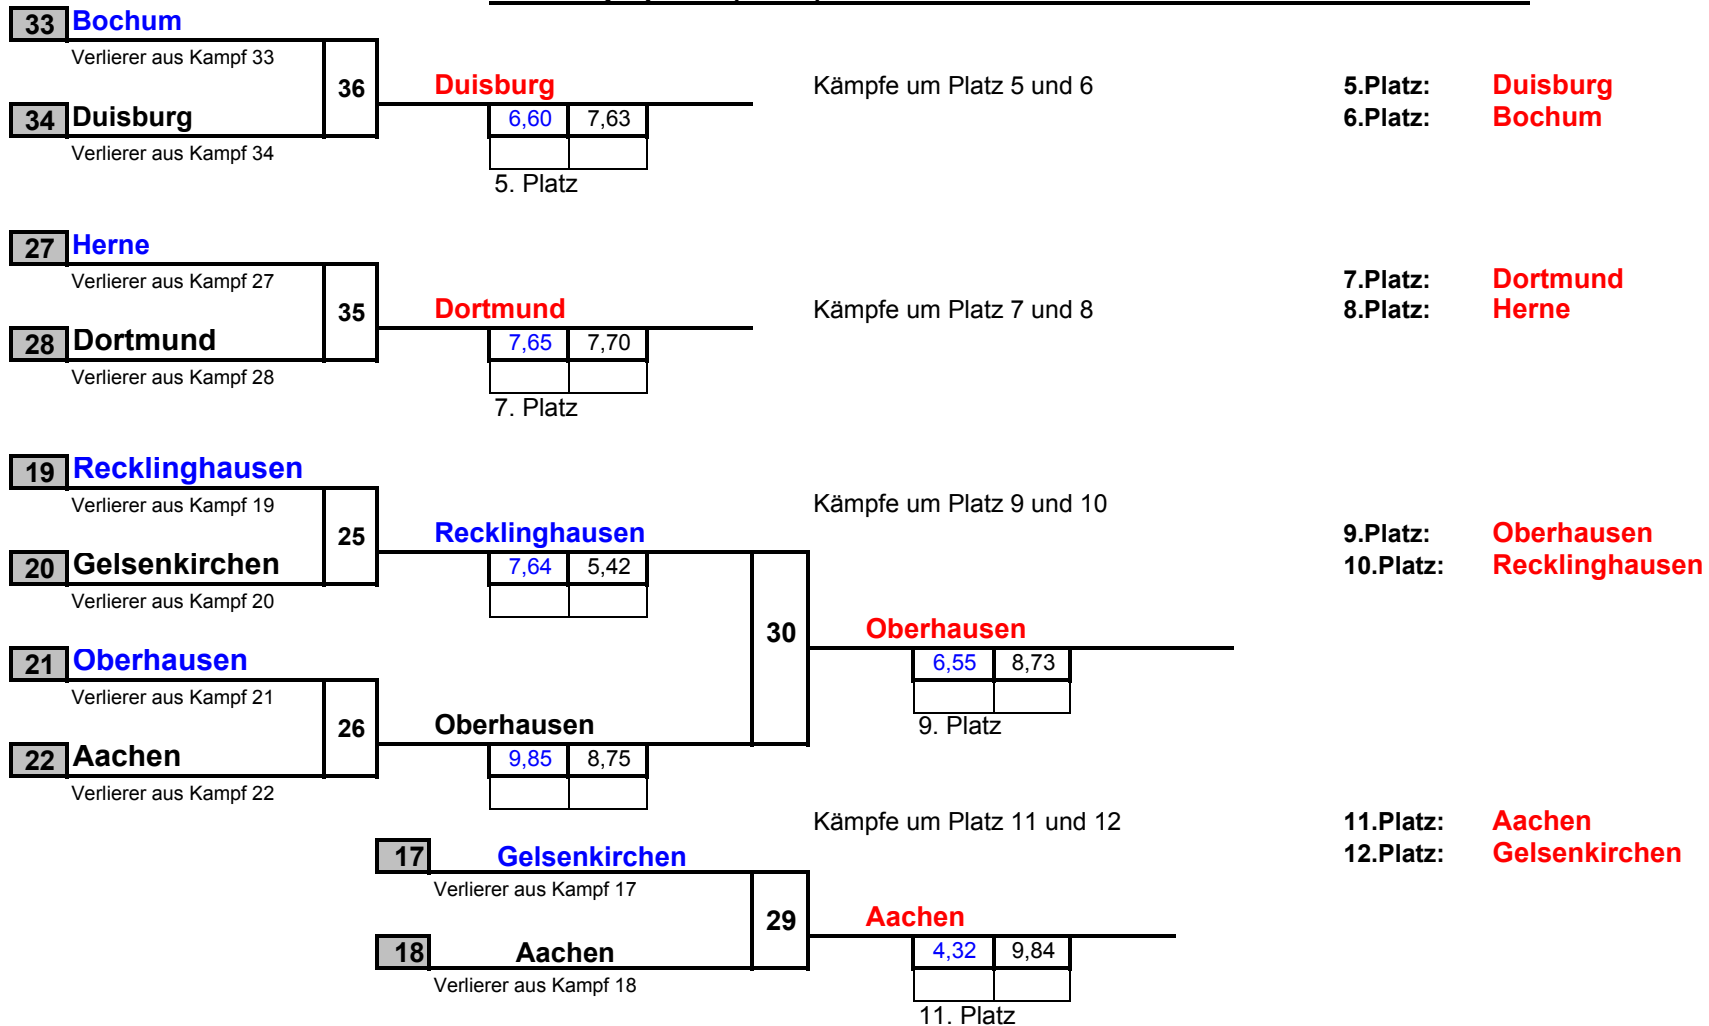 33 Bochum
Verlierer aus Kampf 33
36 Duisburg Kämpfe um Platz 5 und 6 5.Platz: Duisburg
34 Duisburg 6,60 7,63 6.Platz: Bochum
Verlierer aus Kampf 34
5. Platz
27 Herne
Verlierer aus Kampf 27 7.Platz: Dortmund
35 Dortmund Kämpfe um Platz 7 und 8 8.Platz: Herne
28 Dortmund 7,65 7,70
Verlierer aus Kampf 28
7. Platz
19 Recklinghausen
Verlierer aus Kampf 19 Kämpfe um Platz 9 und 10
25 Recklinghausen 9.Platz: Oberhausen
20 Gelsenkirchen 7,64 5,42 10.Platz: Recklinghausen
Verlierer aus Kampf 20
30 Oberhausen
21 Oberhausen 6,55 8,73
Verlierer aus Kampf 21
26 Oberhausen 9. Platz
22 Aachen 9,85 8,75
Verlierer aus Kampf 22
Kämpfe um Platz 11 und 12 11.Platz: Aachen
17 Gelsenkirchen 12.Platz: Gelsenkirchen
Verlierer aus Kampf 17
29 Aachen
18 Aachen 4,32 9,84
Verlierer aus Kampf 18
11. Platz